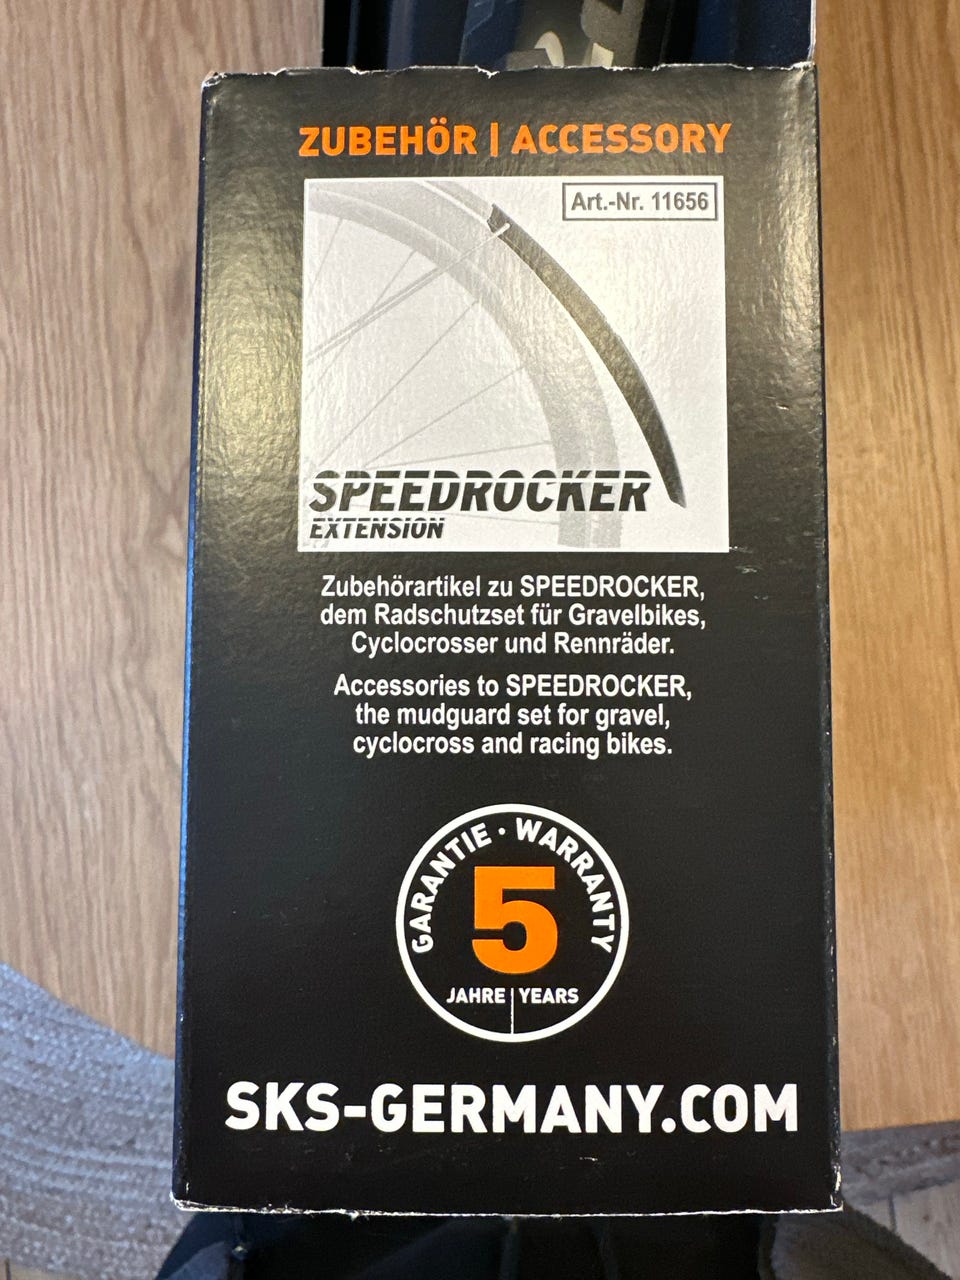 ZUBEHÖR | ACCESSORY
Art.-Nr. 11656
SPEEDROCKER
EXTENSION
Zubehörartikel zu SPEEDROCKER,
dem Radschutzset für Gravelbikes,
Cyclocrosser und Rennräder.
Accessories to SPEEDROCKER,
the mudguard set for gravel,
cyclocross and racing bikes.
GARANTIE · WARRANTY
5
JAHRE | YEARS
SKS-GERMANY.COM